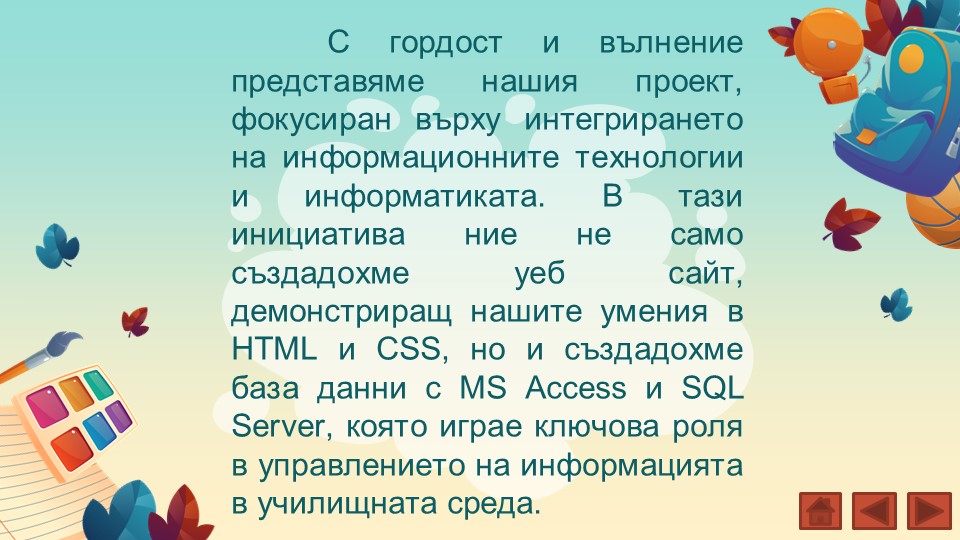 С гордост и вълнение
представяме нашия проект,
фокусиран върху интегрирането
на информационните технологии
и информатиката. В тази
инициатива ние не само
създадохме уеб сайт,
демонстриращ нашите умения в
HTML и CSS, но и създадохме
база данни с MS Access и SQL
Server, която играе ключова роля
в управлението на информацията
в училищната среда.